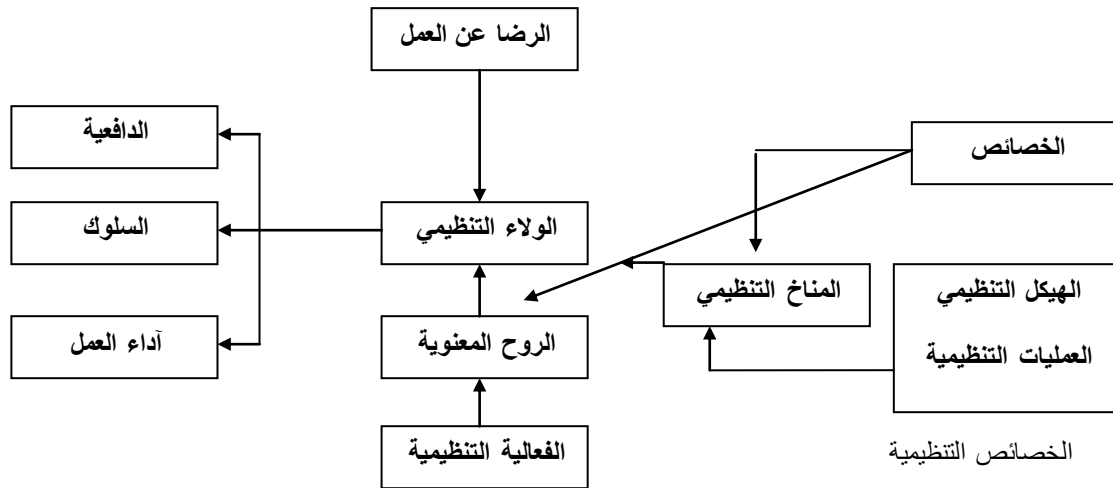 الرضا عن العمل
الخصائص
الدافعية
الولاء التنظيمي
السلوك
المناخ التنظيمي
الهيكل التنظيمي
العمليات التنظيمية
الروح المعنوية
آداء العمل
الفعالية التنظيمية
الخصائص التنظيمية